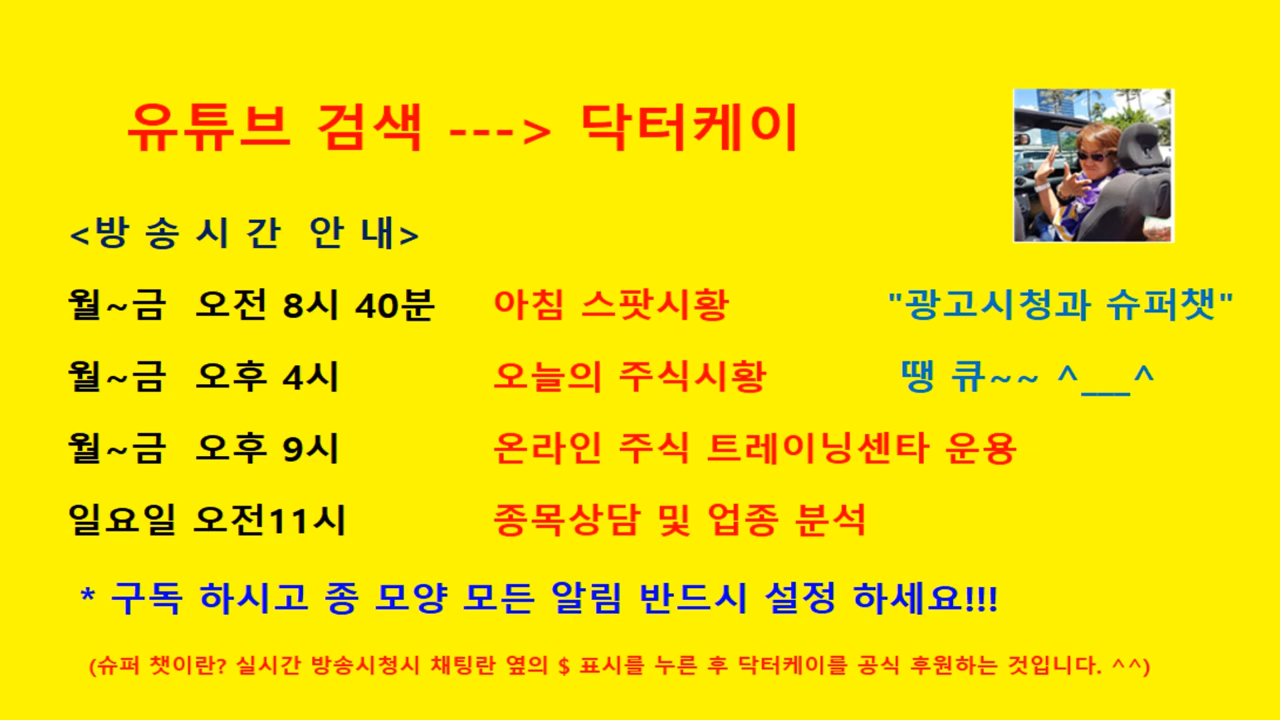 유튜브 검색 ---> 닥터케이
<방 송 시 간 안 내>
월~금 오전 8시 40분 아침 스팟시황 "광고시청과 슈퍼챗"
월~금 오후 4시 오늘의 주식시황 땡 큐~~ ^___^
월~금 오후 9시 온라인 주식 트레이닝센타 운용
일요일 오전11시 종목상담 및 업종 분석
* 구독 하시고 종 모양 모든 알림 반드시 설정 하세요!!!
(슈퍼 챗이란? 실시간 방송시청시 채팅란 옆의 $ 표시를 누른 후 닥터케이를 공식 후원하는 것입니다. ^^)